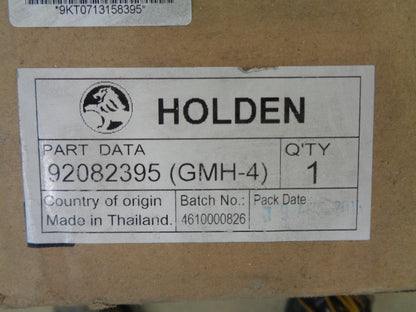 *9KT0713158395*
HOLDEN
PART DATA
92082395 (GMH-4)
Q'TY
1
Country of origin
Made in Thailand.
Batch No.:
4610000826
Pack Date